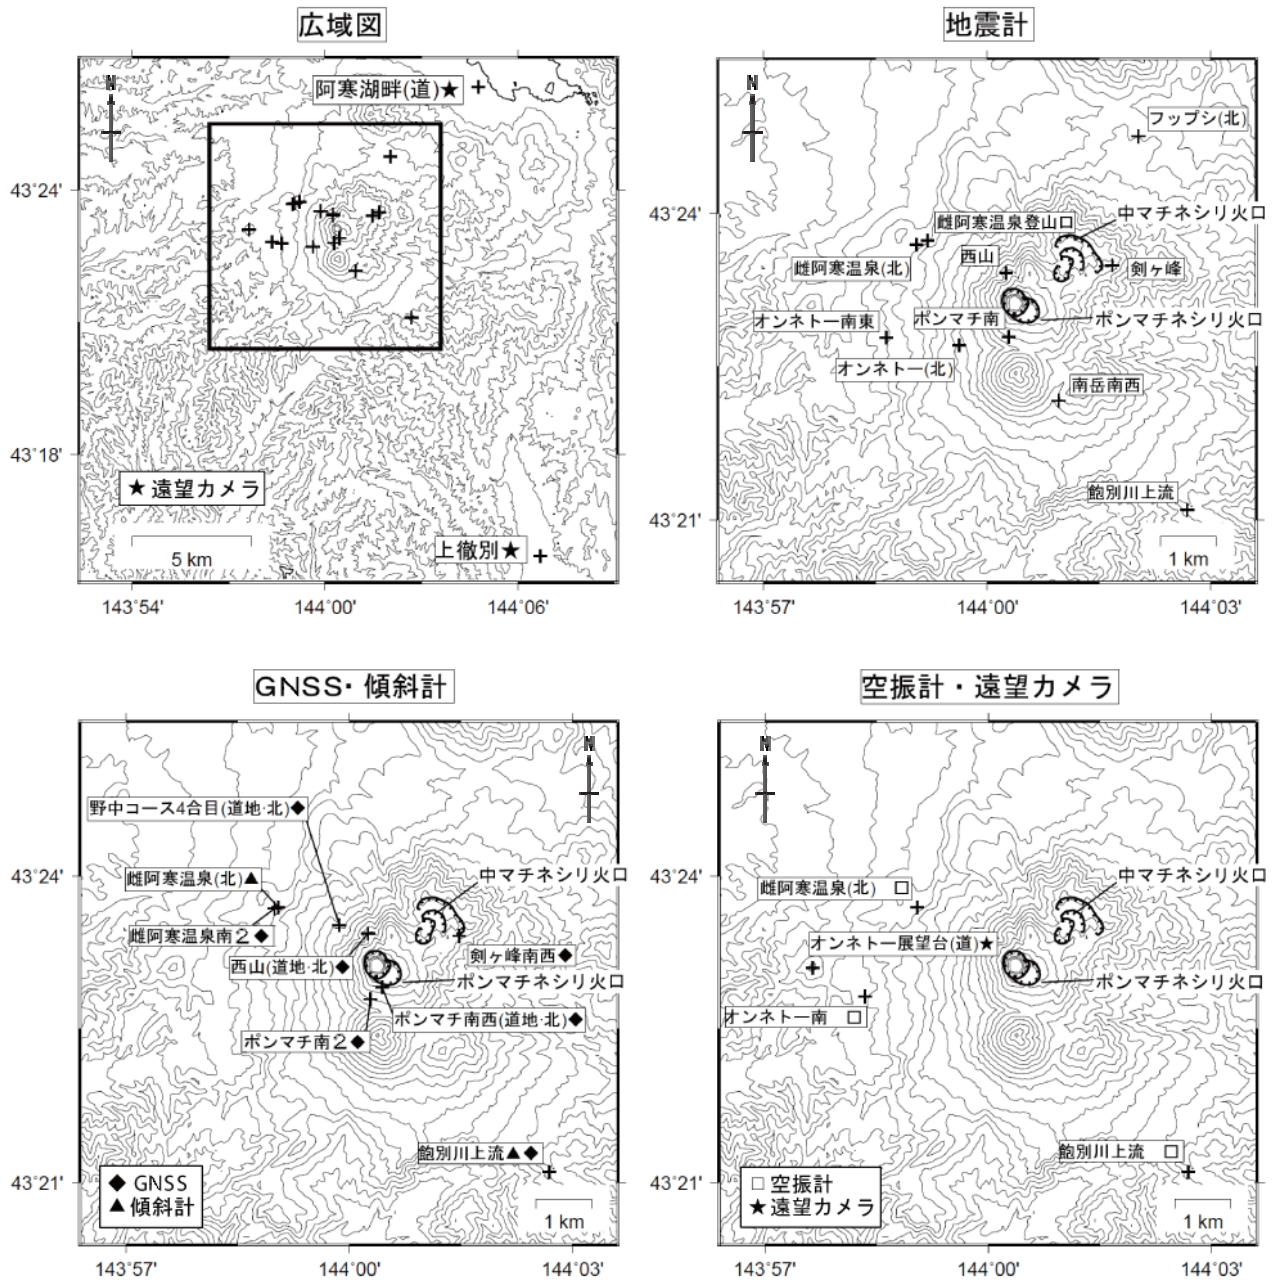 広域図
N
阿寒湖畔(道)★
43°24'
43°18'
★遠望カメラ
5 km
上徹別★
143°54'
144°00'
144°06'
地震計
N
フップシ(北)
43°24'
中マチネシリ火口
雌阿寒温泉登山口
西山
雌阿寒温泉(北)
剣ヶ峰
オンネトー南東
ポンマチ南
ポンマチネシリ火口
オンネトー(北)
南岳南西
飽別川上流
43°21'
1 km
143°57'
144°00'
144°03'
GNSS・傾斜計
N
野中コース4合目(道地・北)◆
43°24'
雌阿寒温泉(北)▲
中マチネシリ火口
雌阿寒温泉南2◆
西山(道地・北)◆
剣ヶ峰南西◆
ポンマチネシリ火口
ポンマチ南西(道地・北)◆
ポンマチ南2◆
飽別川上流▲◆
43°21'
◆ GNSS
▲傾斜計
1 km
143°57'
144°00'
144°03'
空振計・遠望カメラ
N
43°24'
雌阿寒温泉(北) □
中マチネシリ火口
オンネトー展望台(道)★
ポンマチネシリ火口
オンネトー南 □
飽別川上流 □
43°21'
□ 空振計
★遠望カメラ
1 km
143°57'
144°00'
144°03'